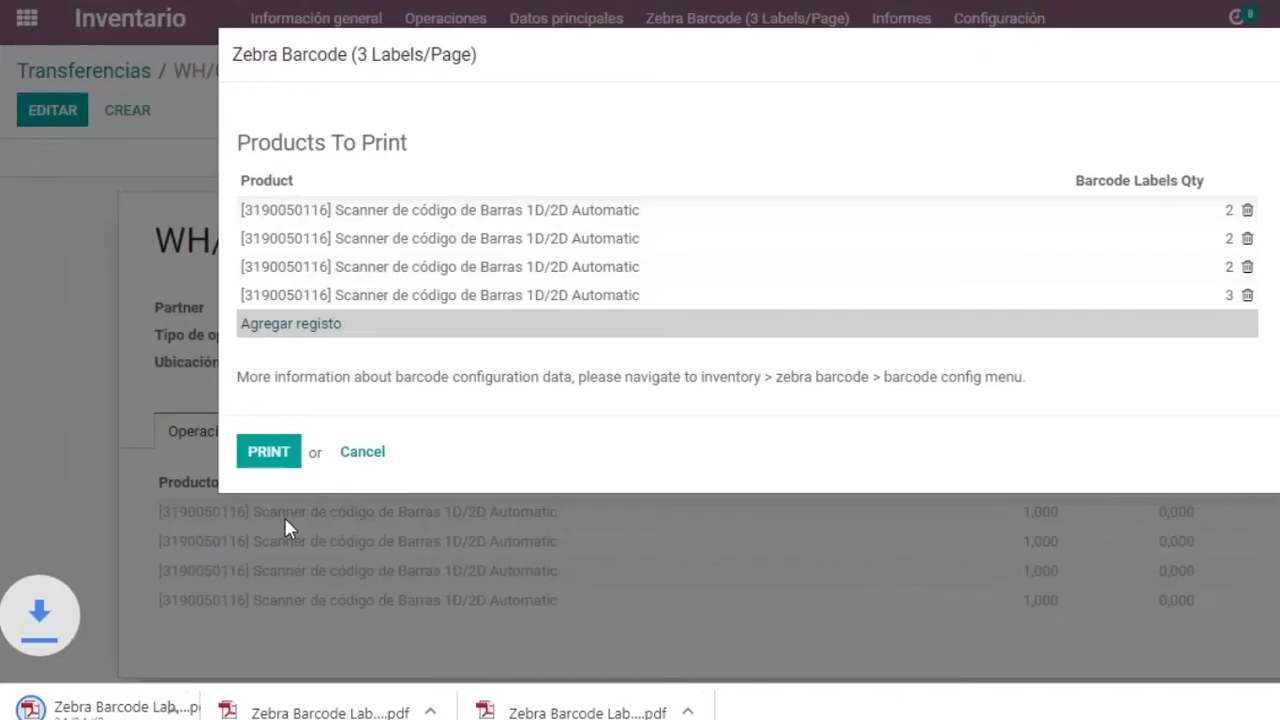 Inventario Información general Operaciones Datos principales Zebra Barcode (3 Labels/Page) Informes Configuración 8
Zebra Barcode (3 Labels/Page)
Transferencias / WH/
EDITAR CREAR
Products To Print
Product Barcode Labels Qty
[3190050116] Scanner de código de Barras 1D/2D Automatic 2
[3190050116] Scanner de código de Barras 1D/2D Automatic 2
[3190050116] Scanner de código de Barras 1D/2D Automatic 2
[3190050116] Scanner de código de Barras 1D/2D Automatic 3
Agregar registo
WH/
Partner
Tipo de
Ubicación
More information about barcode configuration data, please navigate to inventory > zebra barcode > barcode config menu.
Operaci
PRINT or Cancel
Producto
[3190050116] Scanner de código de Barras 1D/2D Automatic 1,000 0,000
[3190050116] Scanner de código de Barras 1D/2D Automatic 1,000 0,000
[3190050116] Scanner de código de Barras 1D/2D Automatic 1,000 0,000
[3190050116] Scanner de código de Barras 1D/2D Automatic 1,000 0,000
Zebra Barcode Lab....p Zebra Barcode Lab....pdf Zebra Barcode Lab....pdf